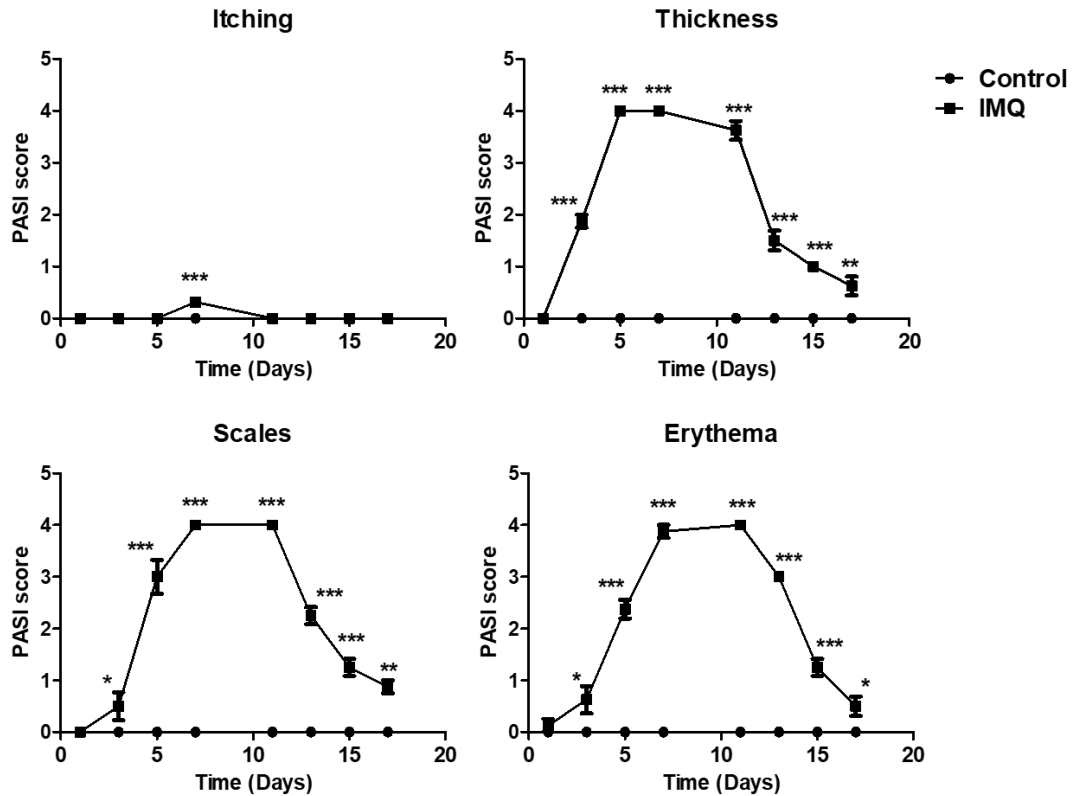 Itching
5
4
3
2
1
0
PASI score
***
0 5 10 15 20
Time (Days)
Thickness
5
4
3
2
1
0
PASI score
*** *** *** *** *** *** **
0 5 10 15 20
Time (Days)
Control
IMQ
Scales
5
4
3
2
1
0
PASI score
* *** *** *** *** *** **
0 5 10 15 20
Time (Days)
Erythema
5
4
3
2
1
0
PASI score
* *** *** *** *** *** *
0 5 10 15 20
Time (Days)